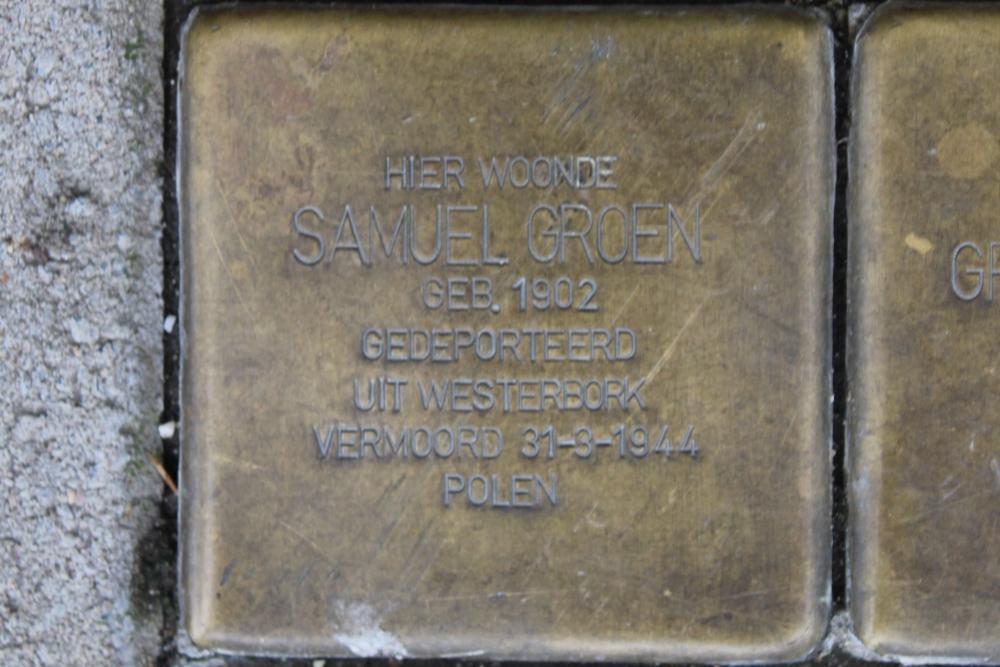 HIER WOONDE
SAMUEL GROEN
GEB. 1902
GEDEPORTEERD
UIT WESTERBORK
VERMOORD 31-3-1944
POLEN